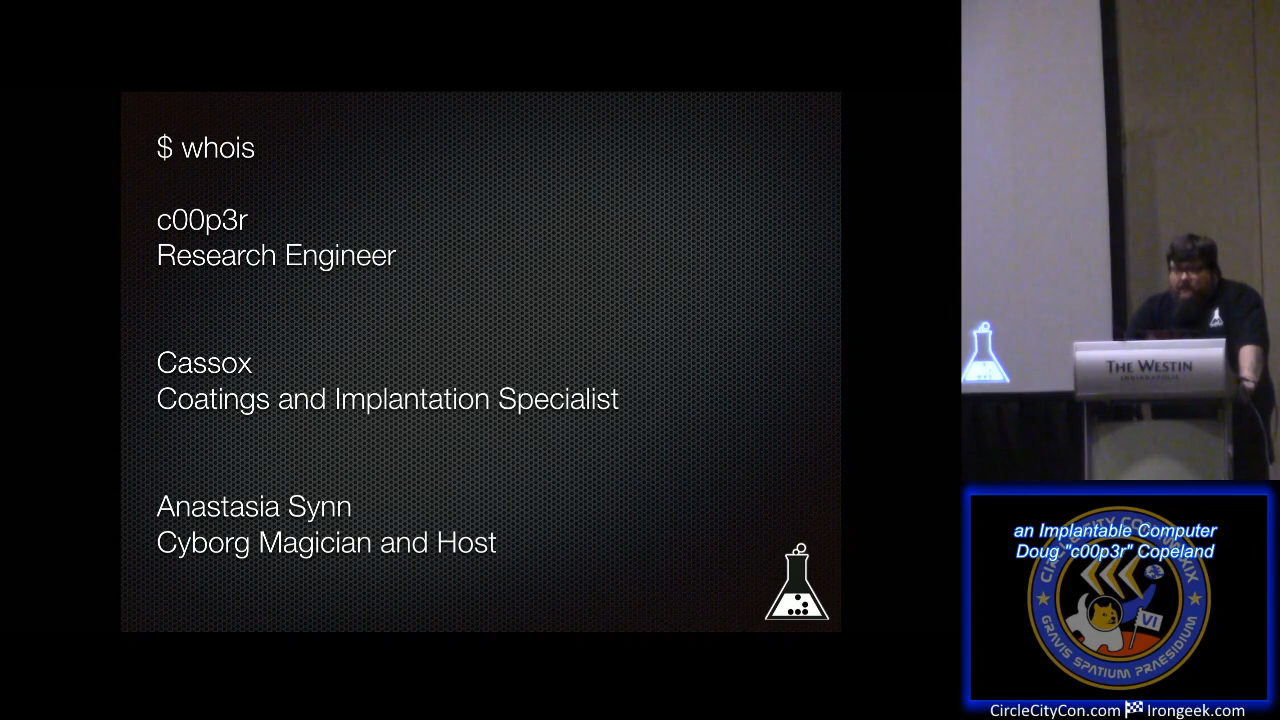 $ whois
c00p3r
Research Engineer
Cassox
Coatings and Implantation Specialist
Anastasia Synn
Cyborg Magician and Host
THE WESTIN
INDIANAPOLIS
an Implantable Computer
Doug "c00p3r" Copeland
GRAVIS SPATIUM PRAESIDIUM
VI
CircleCityCon.com Irongeek.com